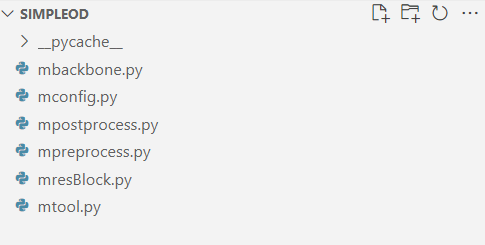 SIMPLEOD
__pycache__
mbackbone.py
mconfig.py
mpostprocess.py
mpreprocess.py
mresBlock.py
mtool.py